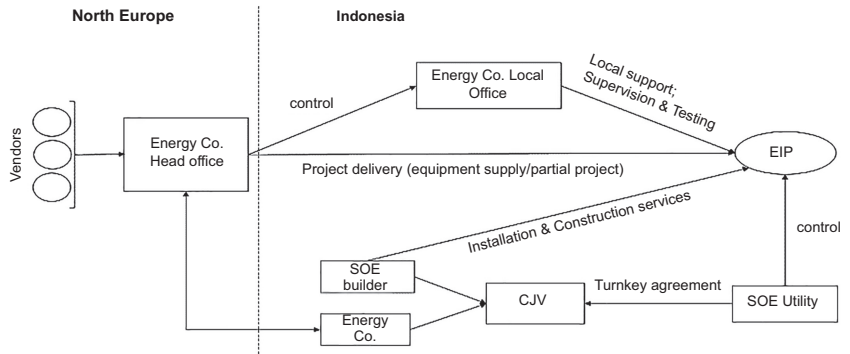 North Europe
Indonesia
Vendors
Energy Co.
Head office
control
Energy Co. Local
Office
Local support;
Supervision & Testing
EIP
Project delivery (equipment supply/partial project)
Installation & Construction services
control
SOE
builder
Energy
Co.
CJV
Turnkey agreement
SOE Utility